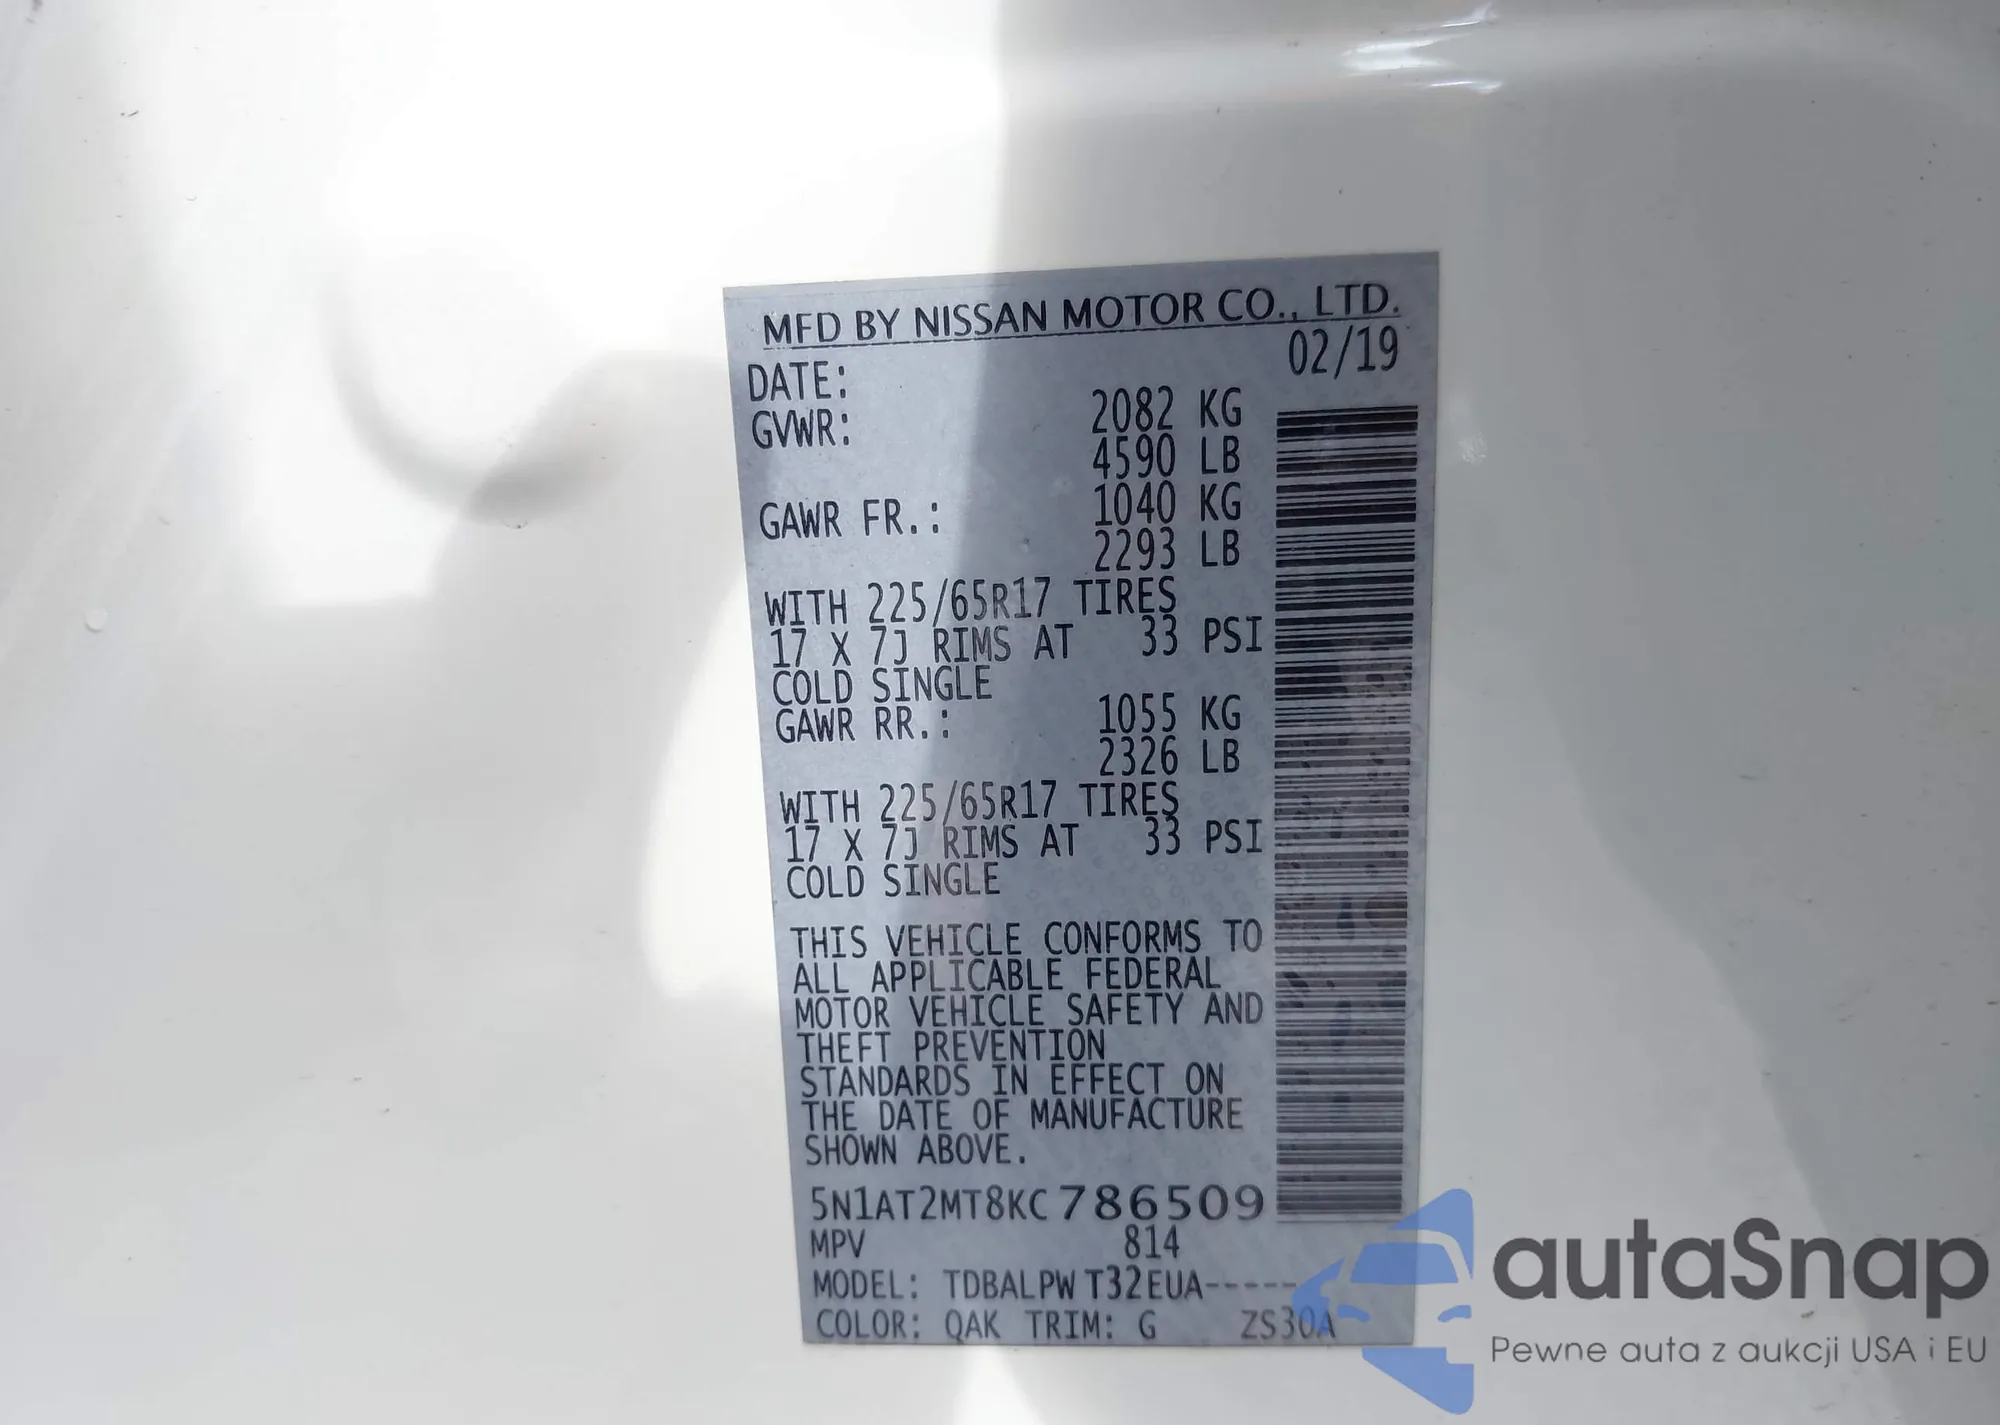 MFD BY NISSAN MOTOR CO., LTD.
DATE: 02/19
GVWR: 2082 KG
4590 LB
GAWR FR.: 1040 KG
2293 LB
WITH 225/65R17 TIRES
17 X 7J RIMS AT 33 PSI
COLD SINGLE
GAWR RR.: 1055 KG
2326 LB
WITH 225/65R17 TIRES
17 X 7J RIMS AT 33 PSI
COLD SINGLE
THIS VEHICLE CONFORMS TO
ALL APPLICABLE FEDERAL
MOTOR VEHICLE SAFETY AND
THEFT PREVENTION
STANDARDS IN EFFECT ON
THE DATE OF MANUFACTURE
SHOWN ABOVE.
5N1AT2MT8KC786509
MPV 814
MODEL: TDBALPW T32EUA-----
COLOR: QAK TRIM: G ZS30A
autaSnap
Pewne auta z aukcji USA i EU